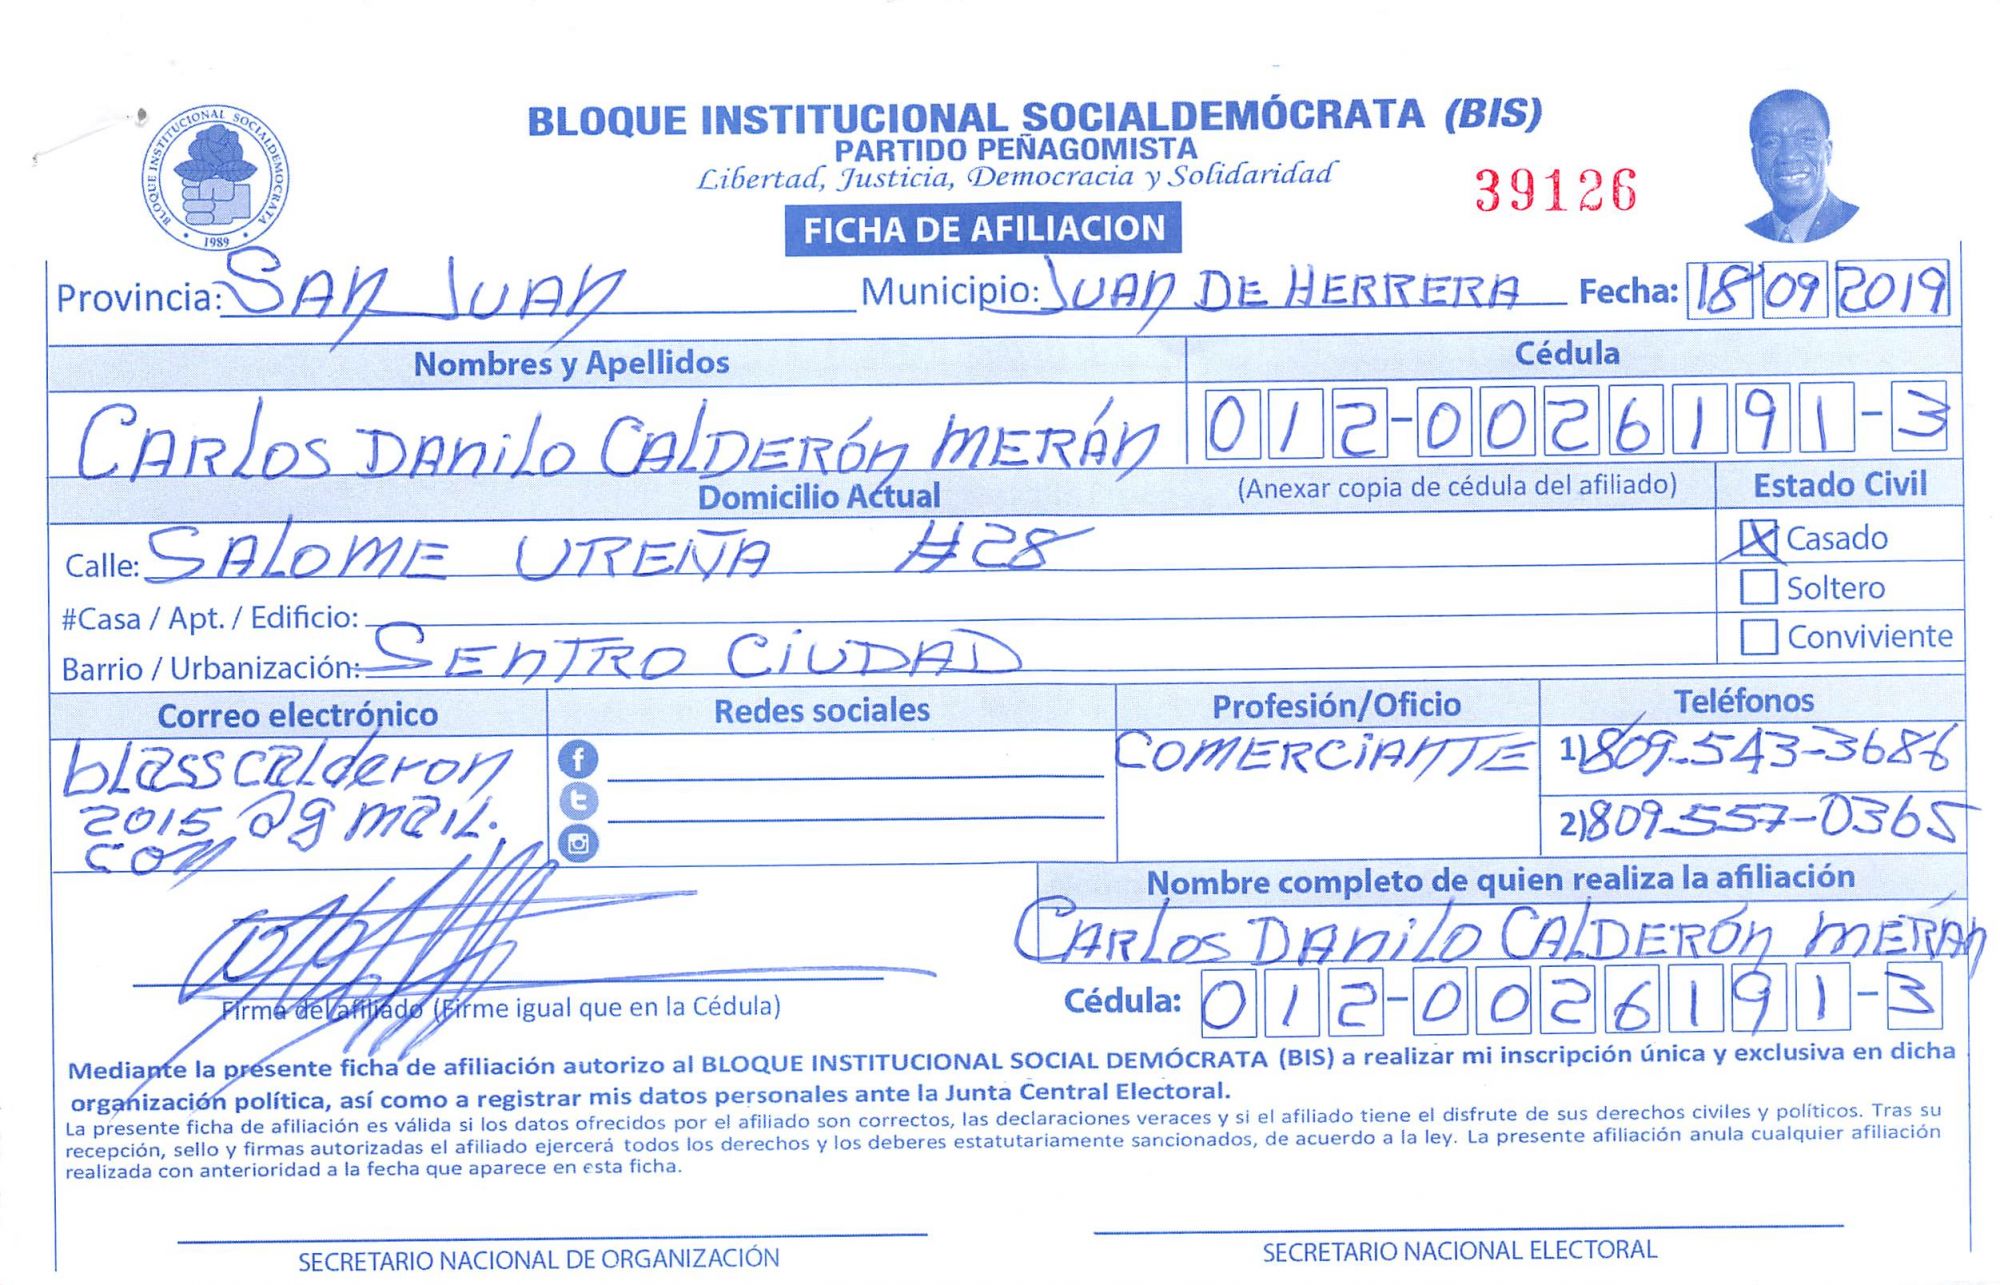 BLOQUE INSTITUCIONAL SOCIALDEMOCRATA
1989
BLOQUE INSTITUCIONAL SOCIALDEMÓCRATA (BIS)
PARTIDO PEÑAGOMISTA
Libertad, Justicia, Democracia y Solidaridad
39126
FICHA DE AFILIACION
Provincia: SAN JUAN Municipio: JUAN DE HERRERA Fecha: 18 09 2019
Nombres y Apellidos Cédula
CARLOS DANILO CALDERÓN MERÁN 012-0026191-3
Domicilio Actual (Anexar copia de cédula del afiliado) Estado Civil
Calle: SALOME UREÑA #28 X Casado
#Casa / Apt. / Edificio: Soltero
Barrio / Urbanización: SENTRO CIUDAD Conviviente
Correo electrónico Redes sociales Profesión/Oficio Teléfonos
blasscalderon COMERCIANTE 1) 809-543-3686
2015@gmail. 2) 809-557-0365
com
Nombre completo de quien realiza la afiliación
CARLOS DANILO CALDERÓN MERÁN
Firma del afiliado (Firme igual que en la Cédula) Cédula: 012-0026191-3
Mediante la presente ficha de afiliación autorizo al BLOQUE INSTITUCIONAL SOCIAL DEMÓCRATA (BIS) a realizar mi inscripción única y exclusiva en dicha
organización política, así como a registrar mis datos personales ante la Junta Central Electoral.
La presente ficha de afiliación es válida si los datos ofrecidos por el afiliado son correctos, las declaraciones veraces y si el afiliado tiene el disfrute de sus derechos civiles y políticos. Tras su
recepción, sello y firmas autorizadas el afiliado ejercerá todos los derechos y los deberes estatutariamente sancionados, de acuerdo a la ley. La presente afiliación anula cualquier afiliación
realizada con anterioridad a la fecha que aparece en esta ficha.
SECRETARIO NACIONAL DE ORGANIZACIÓN SECRETARIO NACIONAL ELECTORAL